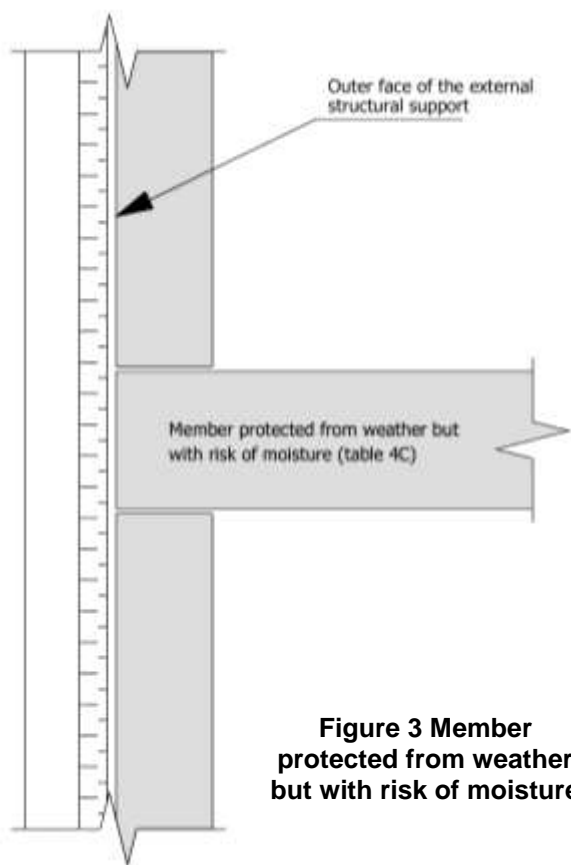 Outer face of the external
structural support
Member protected from weather but
with risk of moisture (table 4C)
Figure 3 Member
protected from weather
but with risk of moisture